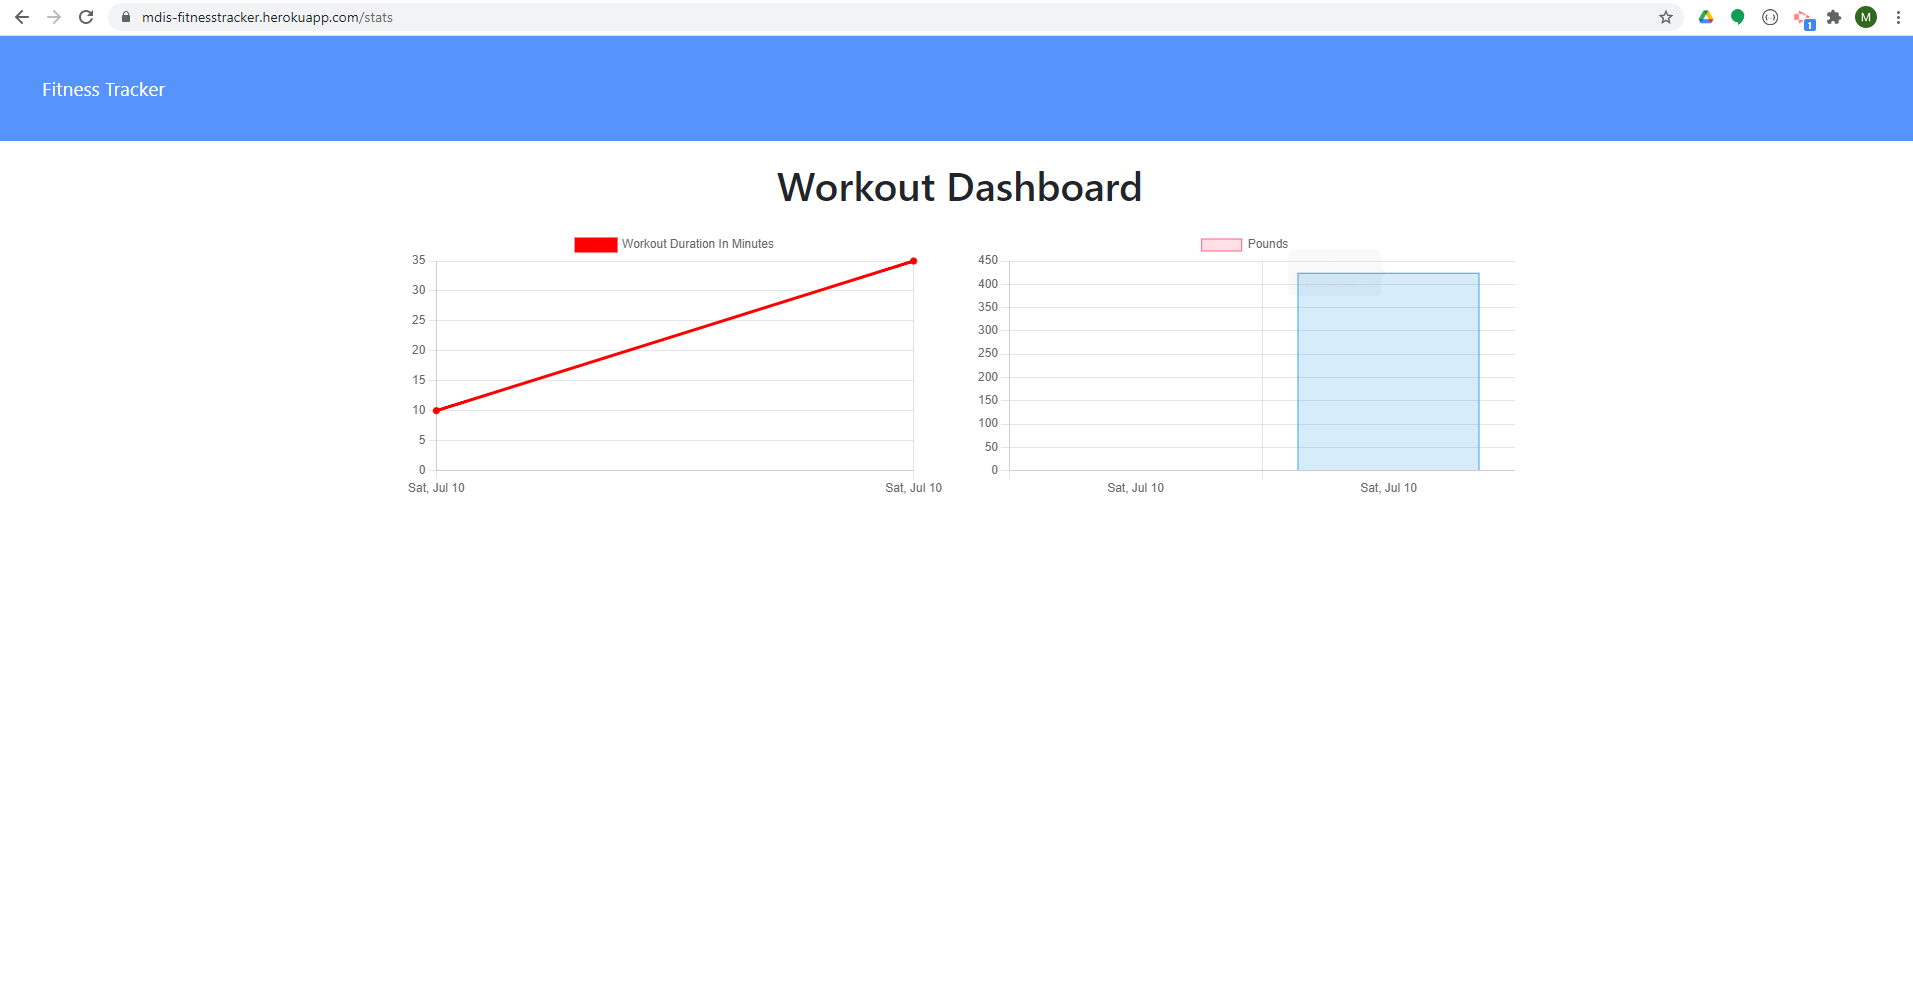 mdis-fitnesstracker.herokuapp.com/stats
1
M
Fitness Tracker
Workout Dashboard
Workout Duration In Minutes
35
30
25
20
15
10
5
0
Sat, Jul 10
Sat, Jul 10
Pounds
450
400
350
300
250
200
150
100
50
0
Sat, Jul 10
Sat, Jul 10